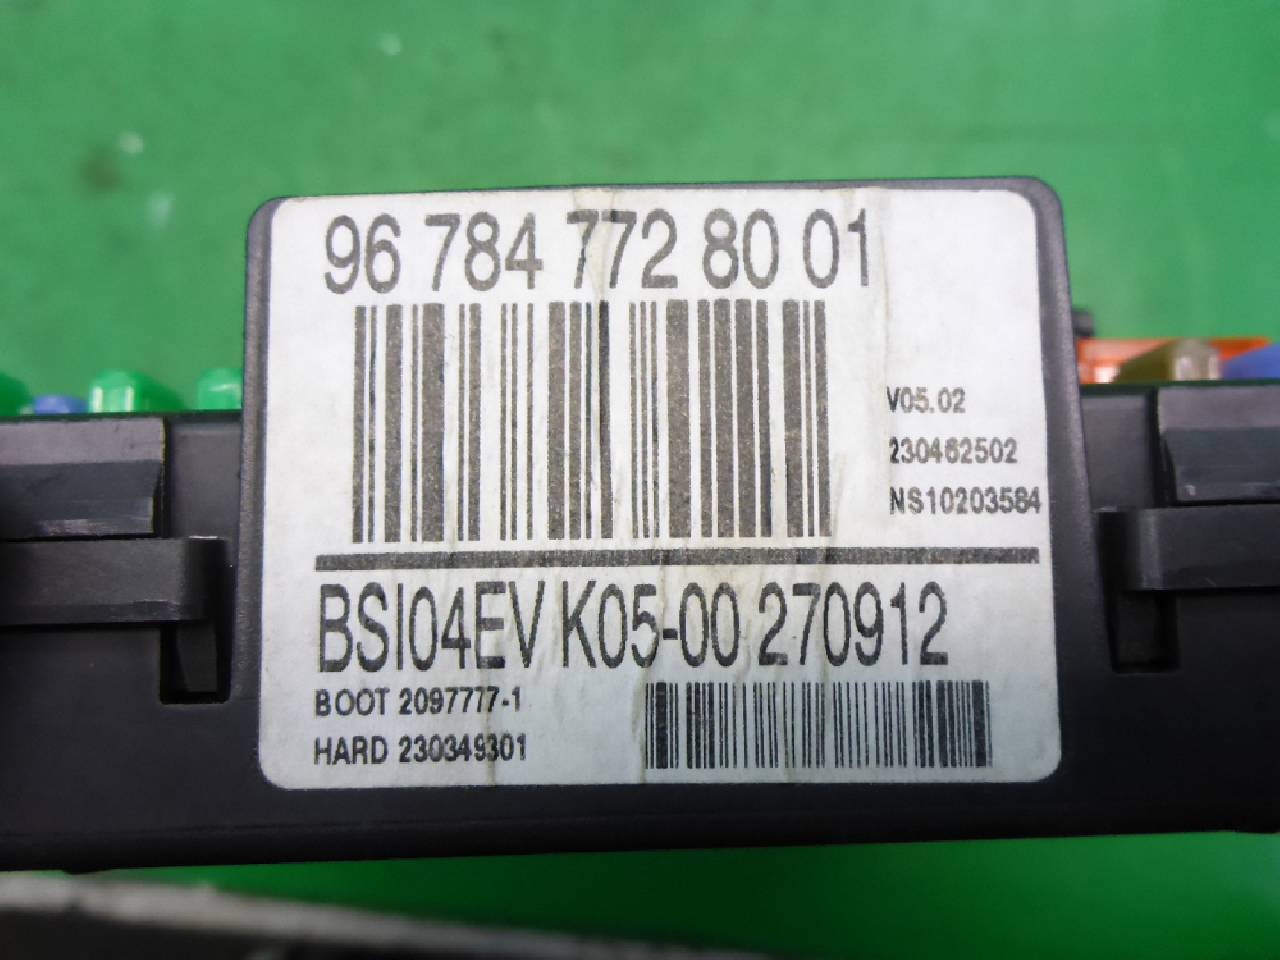 96 784 772 80 01
V05.02
230462502
NS10203584
BSI04EV K05-00 270912
BOOT 2097777-1
HARD 230349301